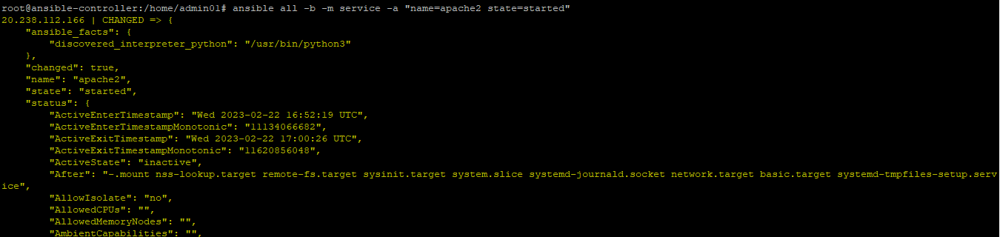 root@ansible-controller:/home/admin01# ansible all -b -m service -a "name=apache2 state=started"
20.238.112.166 | CHANGED => {
    "ansible_facts": {
        "discovered_interpreter_python": "/usr/bin/python3"
    },
    "changed": true,
    "name": "apache2",
    "state": "started",
    "status": {
        "ActiveEnterTimestamp": "Wed 2023-02-22 16:52:19 UTC",
        "ActiveEnterTimestampMonotonic": "11134066682",
        "ActiveExitTimestamp": "Wed 2023-02-22 17:00:26 UTC",
        "ActiveExitTimestampMonotonic": "11620856048",
        "ActiveState": "inactive",
        "After": "-.mount nss-lookup.target remote-fs.target sysinit.target system.slice systemd-journald.socket network.target basic.target systemd-tmpfiles-setup.serv
ice",
        "AllowIsolate": "no",
        "AllowedCPUs": "",
        "AllowedMemoryNodes": "",
        "AmbientCapabilities": "",